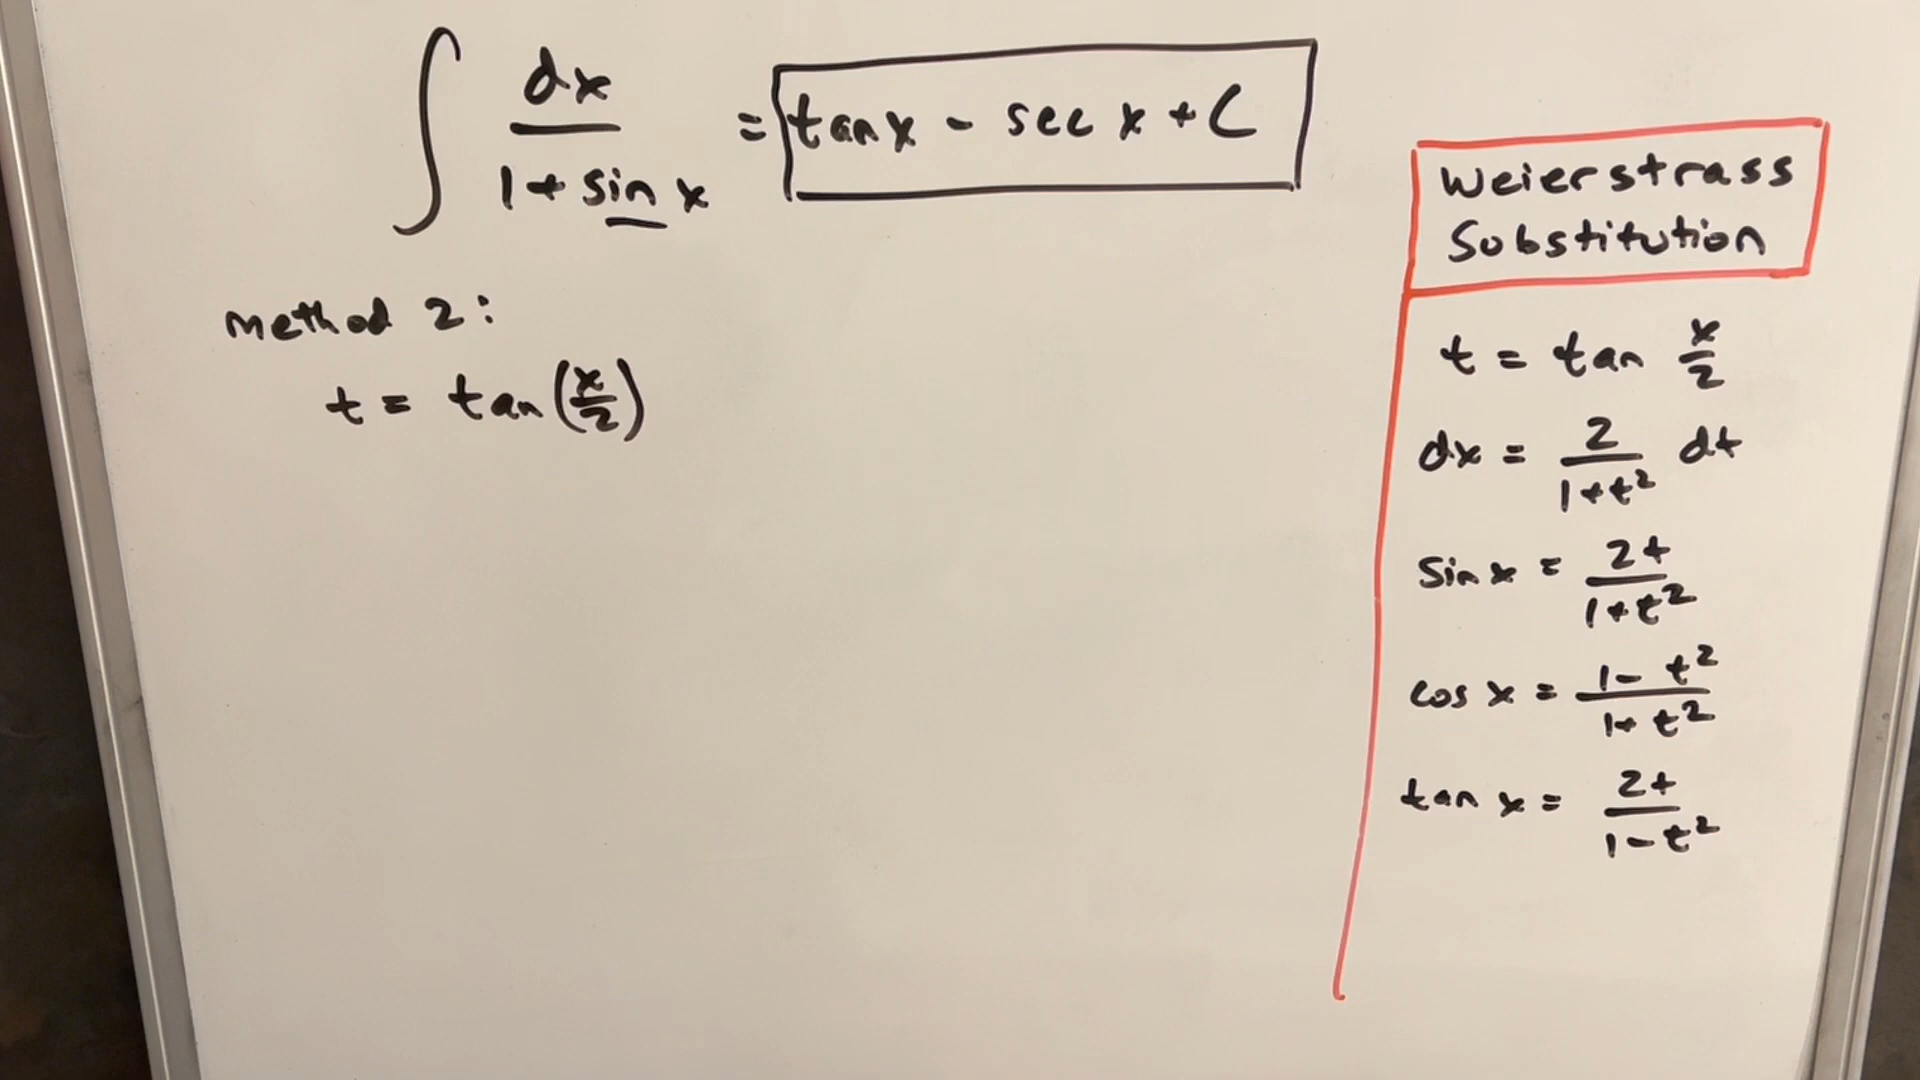 ∫ dx / 1 + sin x = tan x - sec x + C
method 2:
t = tan(x/2)
Weierstrass
Substitution
t = tan x/2
dx = 2 / 1+t² dt
sin x = 2t / 1+t²
cos x = 1-t² / 1+t²
tan x = 2t / 1-t²